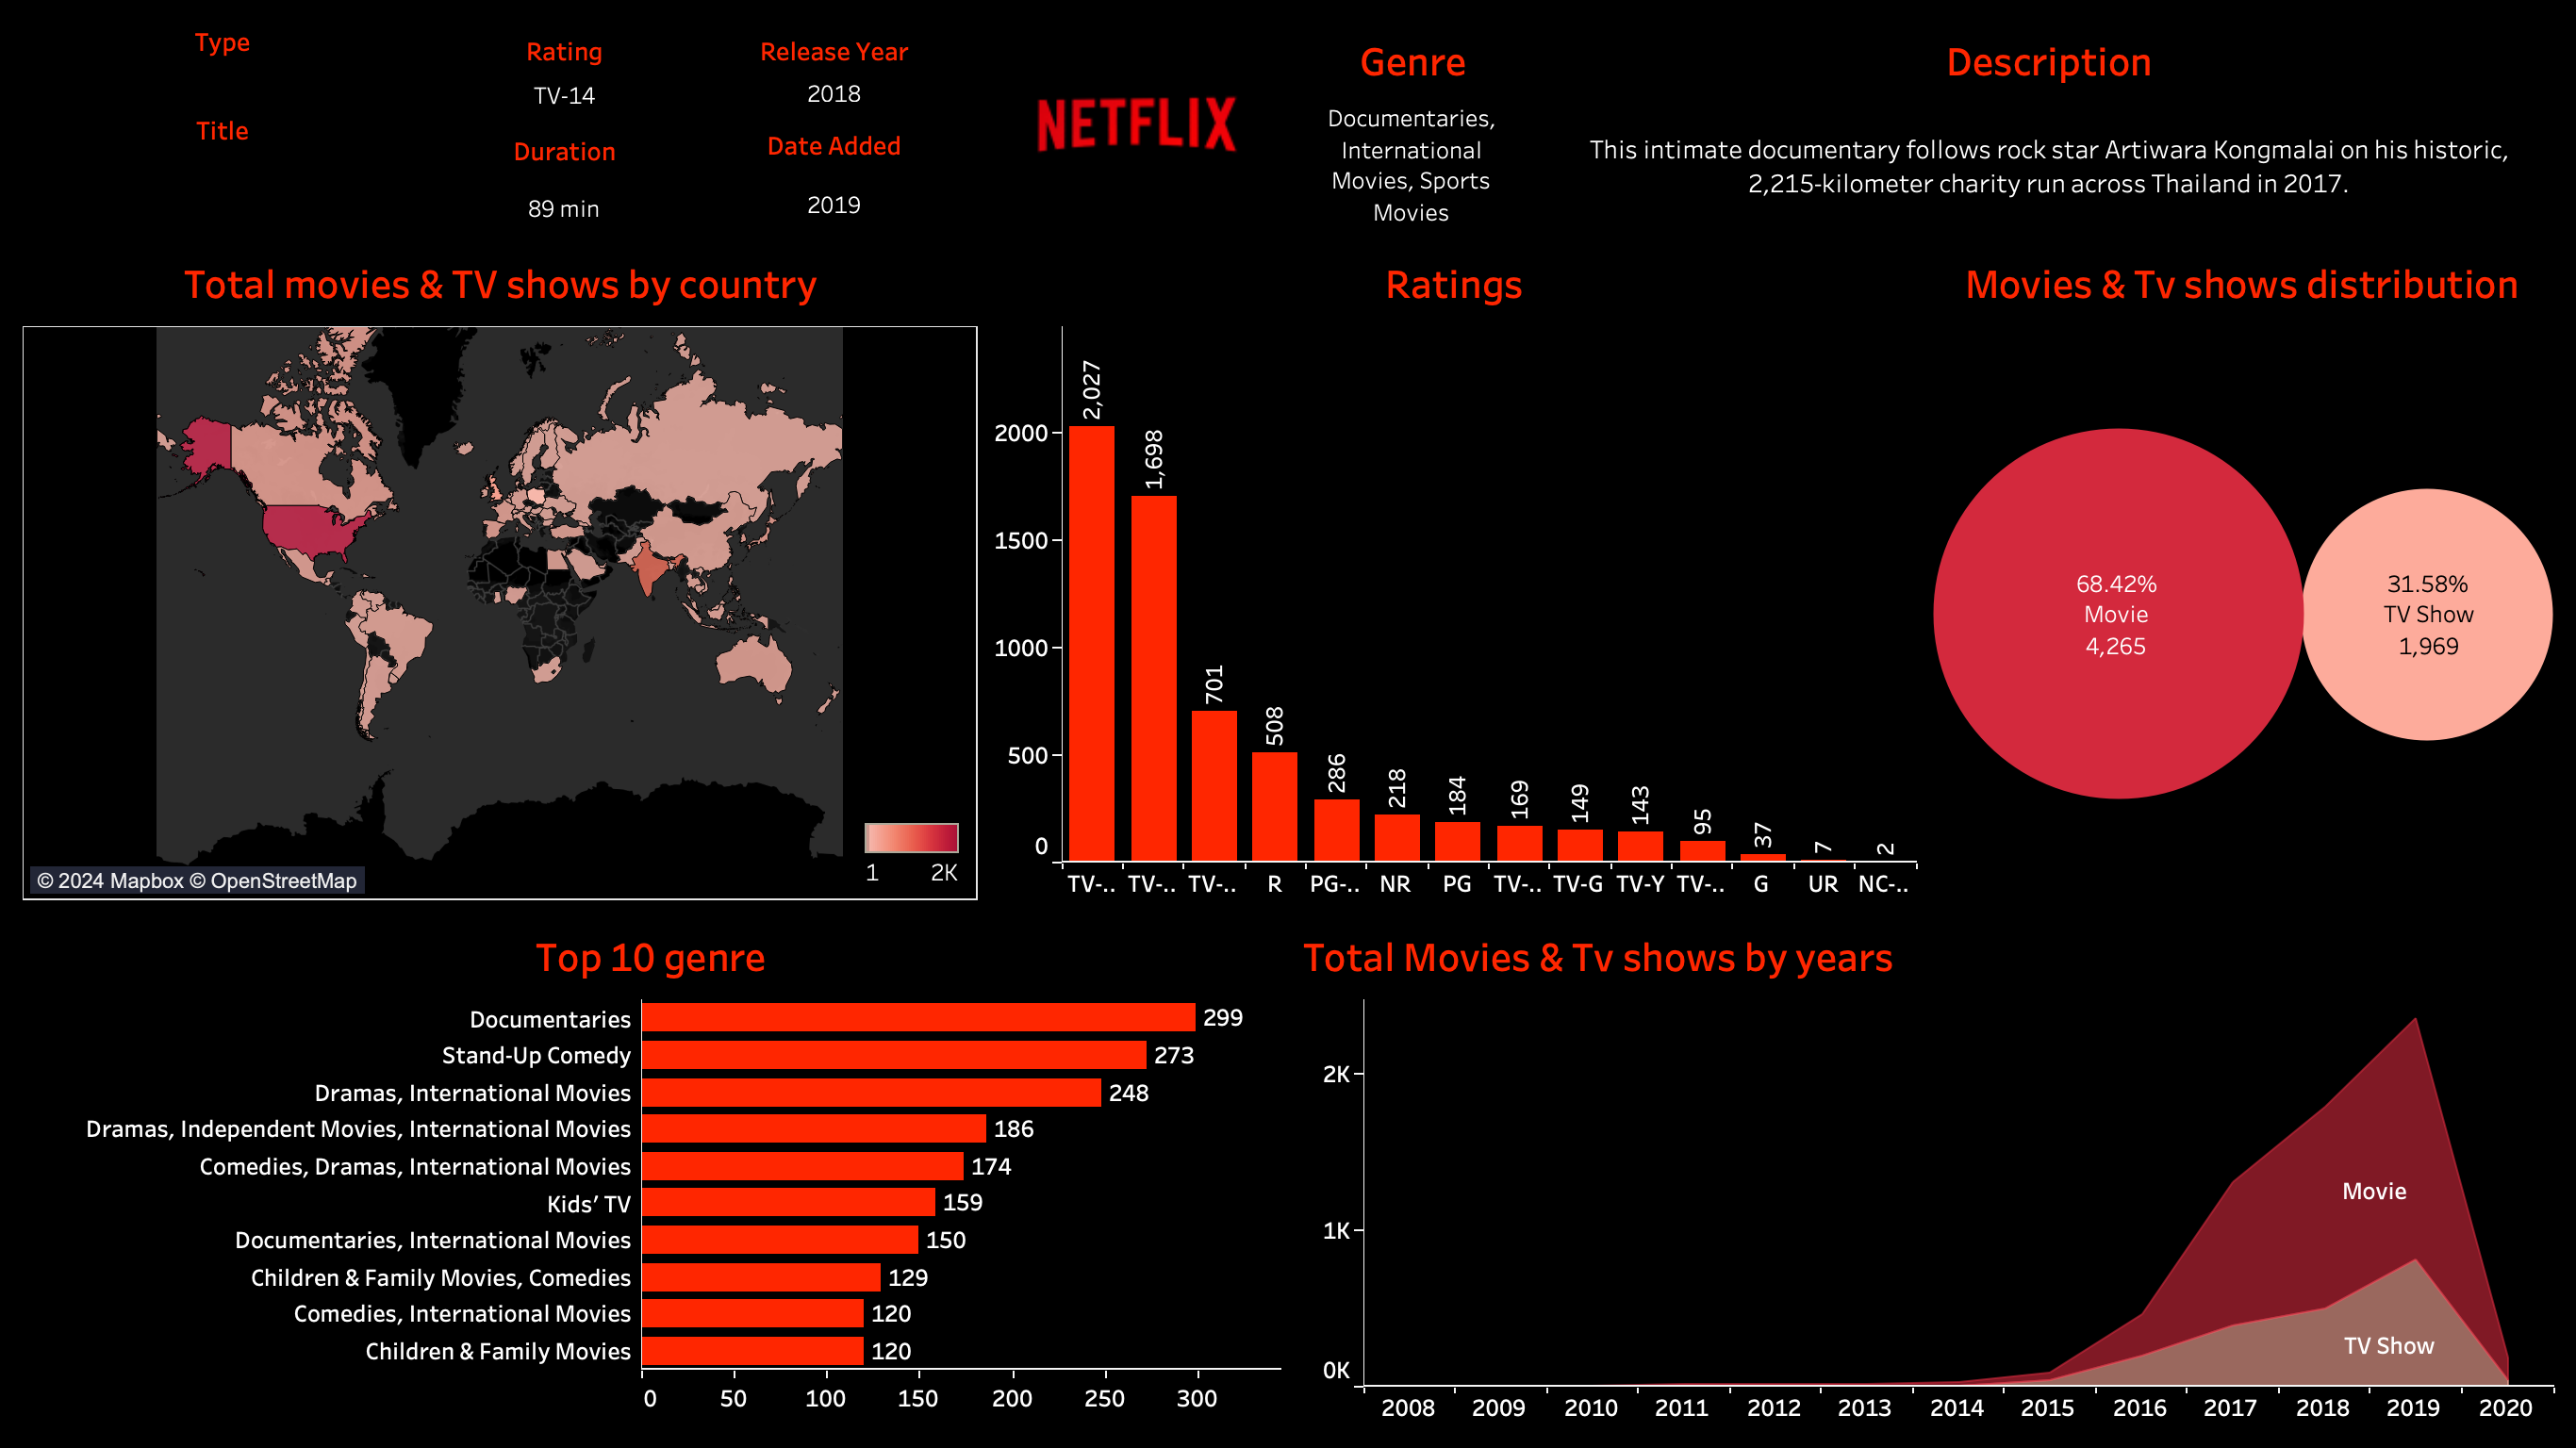 Type
Title
Rating
TV-14
Duration
89 min
Release Year
2018
Date Added
2019
NETFLIX
Genre
Documentaries,
International
Movies, Sports
Movies
Description
This intimate documentary follows rock star Artiwara Kongmalai on his historic,
2,215-kilometer charity run across Thailand in 2017.
Total movies & TV shows by country
1 2K
© 2024 Mapbox © OpenStreetMap
Ratings
2000
1500
1000
500
0
2,027
1,698
701
508
286
218
184
169
149
143
95
37
7
2
TV-.. TV-.. TV-.. R PG-.. NR PG TV-.. TV-G TV-Y TV-.. G UR NC-..
Movies & Tv shows distribution
68.42%
Movie
4,265
31.58%
TV Show
1,969
Top 10 genre
Documentaries 299
Stand-Up Comedy 273
Dramas, International Movies 248
Dramas, Independent Movies, International Movies 186
Comedies, Dramas, International Movies 174
Kids’ TV 159
Documentaries, International Movies 150
Children & Family Movies, Comedies 129
Comedies, International Movies 120
Children & Family Movies 120
0 50 100 150 200 250 300
Total Movies & Tv shows by years
2K
1K
0K
Movie
TV Show
2008 2009 2010 2011 2012 2013 2014 2015 2016 2017 2018 2019 2020